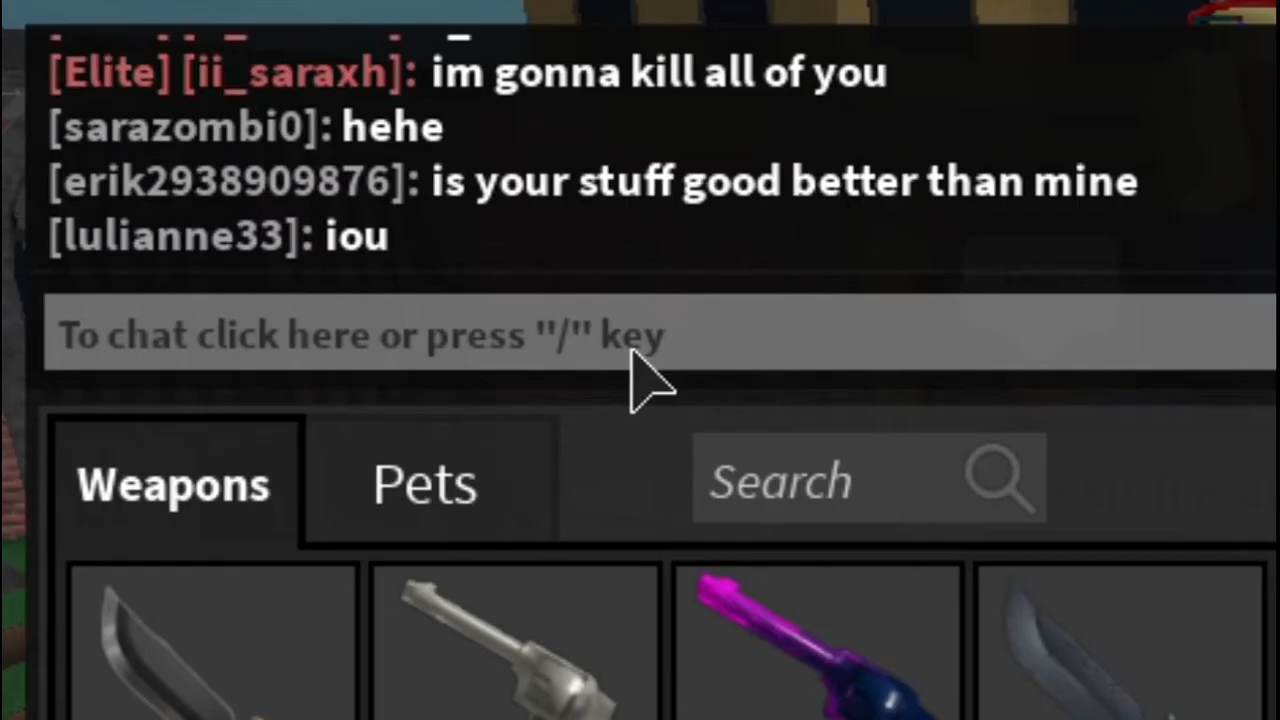 [Elite] [ii_saraxh]: im gonna kill all of you
[sarazombi0]: hehe
[erik2938909876]: is your stuff good better than mine
[lulianne33]: iou
To chat click here or press "/" key
Weapons
Pets
Search